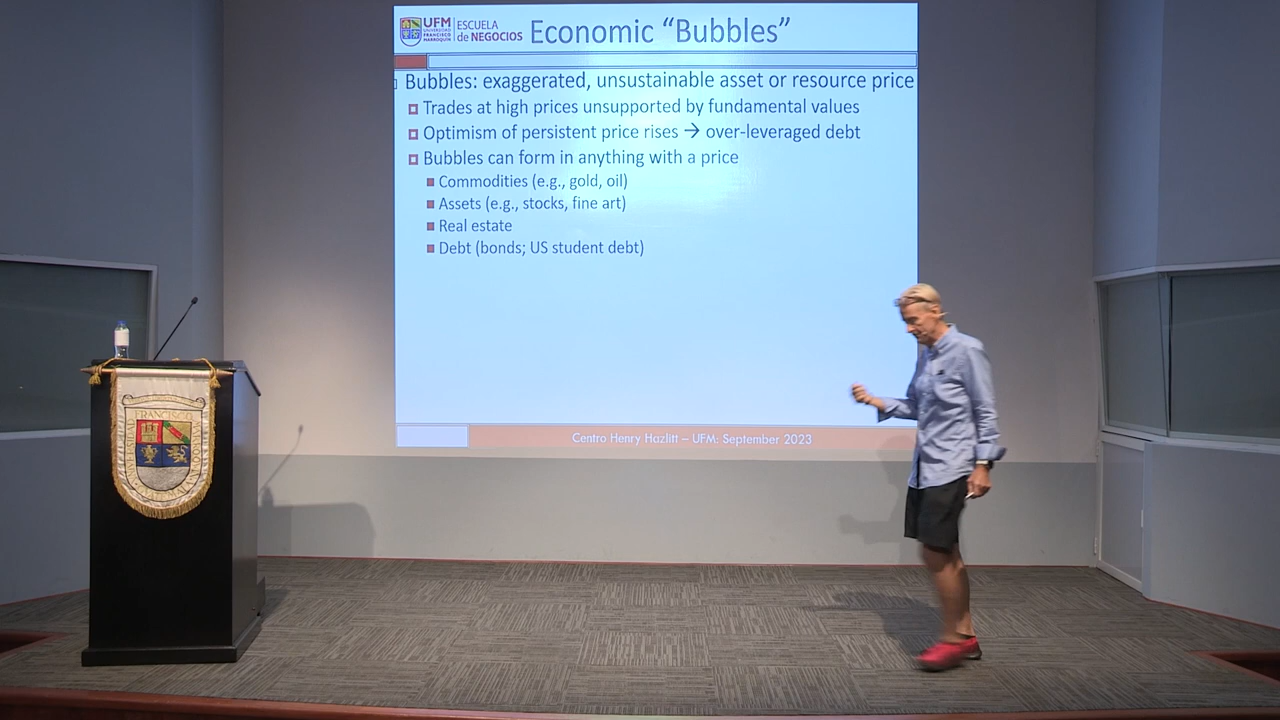 UFM
UNIVERSIDAD
FRANCISCO
MARROQUÍN
ESCUELA
de NEGOCIOS
Economic “Bubbles”
Bubbles: exaggerated, unsustainable asset or resource price
Trades at high prices unsupported by fundamental values
Optimism of persistent price rises → over-leveraged debt
Bubbles can form in anything with a price
Commodities (e.g., gold, oil)
Assets (e.g., stocks, fine art)
Real estate
Debt (bonds; US student debt)
Centro Henry Hazlitt – UFM: September 2023
FRANCISCO